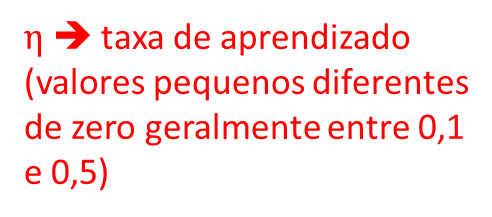 η ➔ taxa de aprendizado
(valores pequenos diferentes
de zero geralmente entre 0,1
e 0,5)